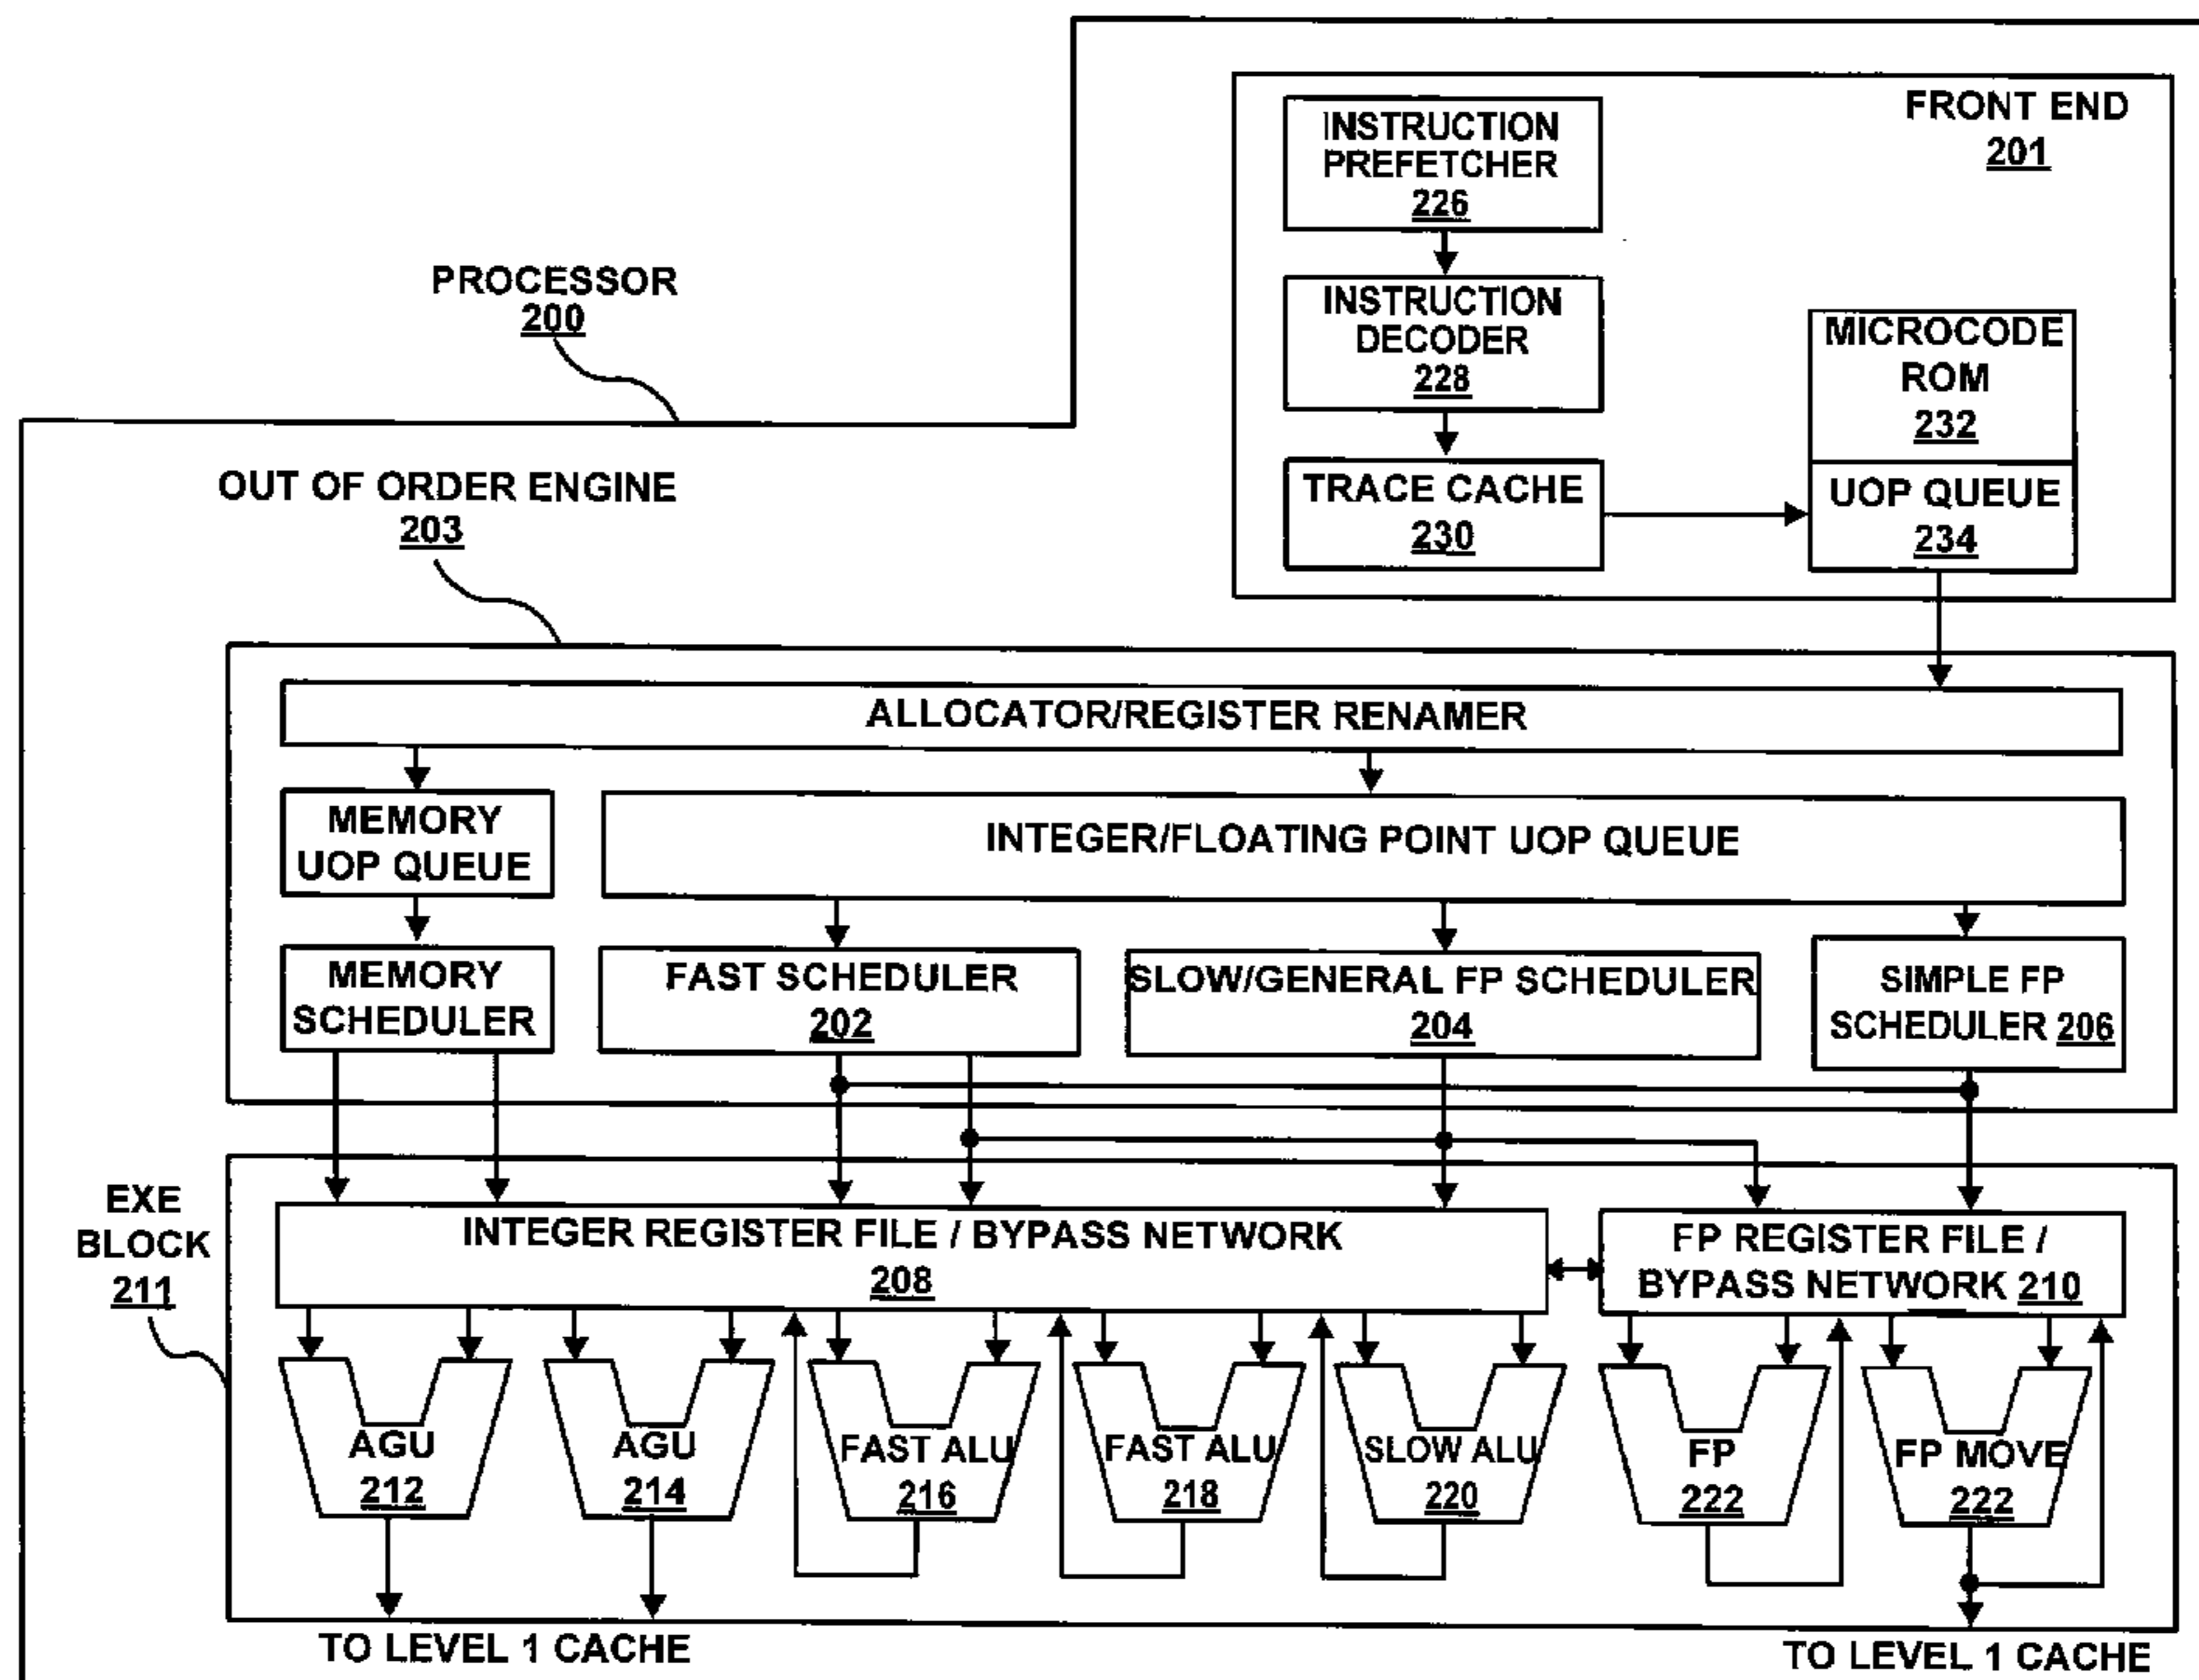 FRONT END
201
INSTRUCTION
PREFETCHER
226
INSTRUCTION
DECODER
228
TRACE CACHE
230
MICROCODE
ROM
232
UOP QUEUE
234
PROCESSOR
200
OUT OF ORDER ENGINE
203
ALLOCATOR/REGISTER RENAMER
MEMORY
UOP QUEUE
INTEGER/FLOATING POINT UOP QUEUE
MEMORY
SCHEDULER
FAST SCHEDULER
202
SLOW/GENERAL FP SCHEDULER
204
SIMPLE FP
SCHEDULER 206
EXE
BLOCK
211
INTEGER REGISTER FILE / BYPASS NETWORK
208
FP REGISTER FILE /
BYPASS NETWORK 210
AGU
212
AGU
214
FAST ALU
216
FAST ALU
218
SLOW ALU
220
FP
222
FP MOVE
222
TO LEVEL 1 CACHE
TO LEVEL 1 CACHE